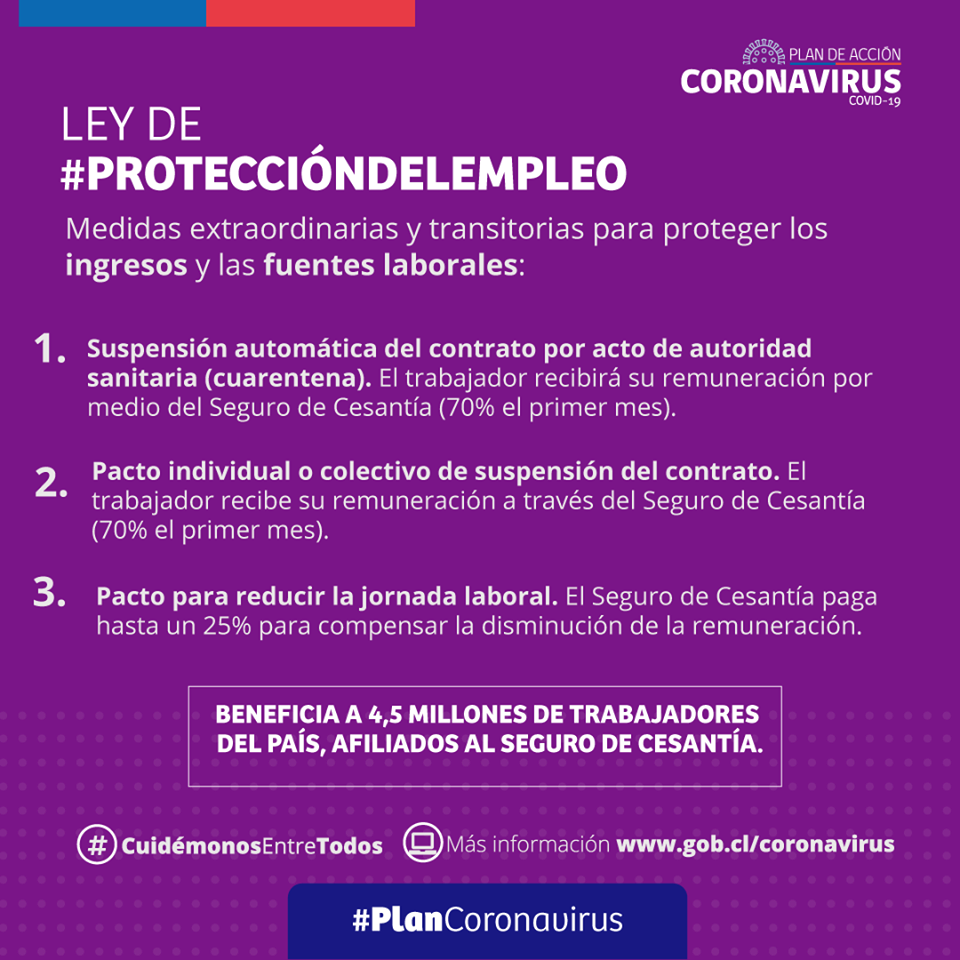 PLAN DE ACCIÓN
CORONAVIRUS
COVID-19
LEY DE
#PROTECCIÓNDELEMPLEO
Medidas extraordinarias y transitorias para proteger los
ingresos y las fuentes laborales:
1. Suspensión automática del contrato por acto de autoridad
sanitaria (cuarentena). El trabajador recibirá su remuneración por
medio del Seguro de Cesantía (70% el primer mes).
2. Pacto individual o colectivo de suspensión del contrato. El
trabajador recibe su remuneración a través del Seguro de Cesantía
(70% el primer mes).
3. Pacto para reducir la jornada laboral. El Seguro de Cesantía paga
hasta un 25% para compensar la disminución de la remuneración.
BENEFICIA A 4,5 MILLONES DE TRABAJADORES
DEL PAÍS, AFILIADOS AL SEGURO DE CESANTÍA.
# CuidémonosEntreTodos Más información www.gob.cl/coronavirus
#PlanCoronavirus